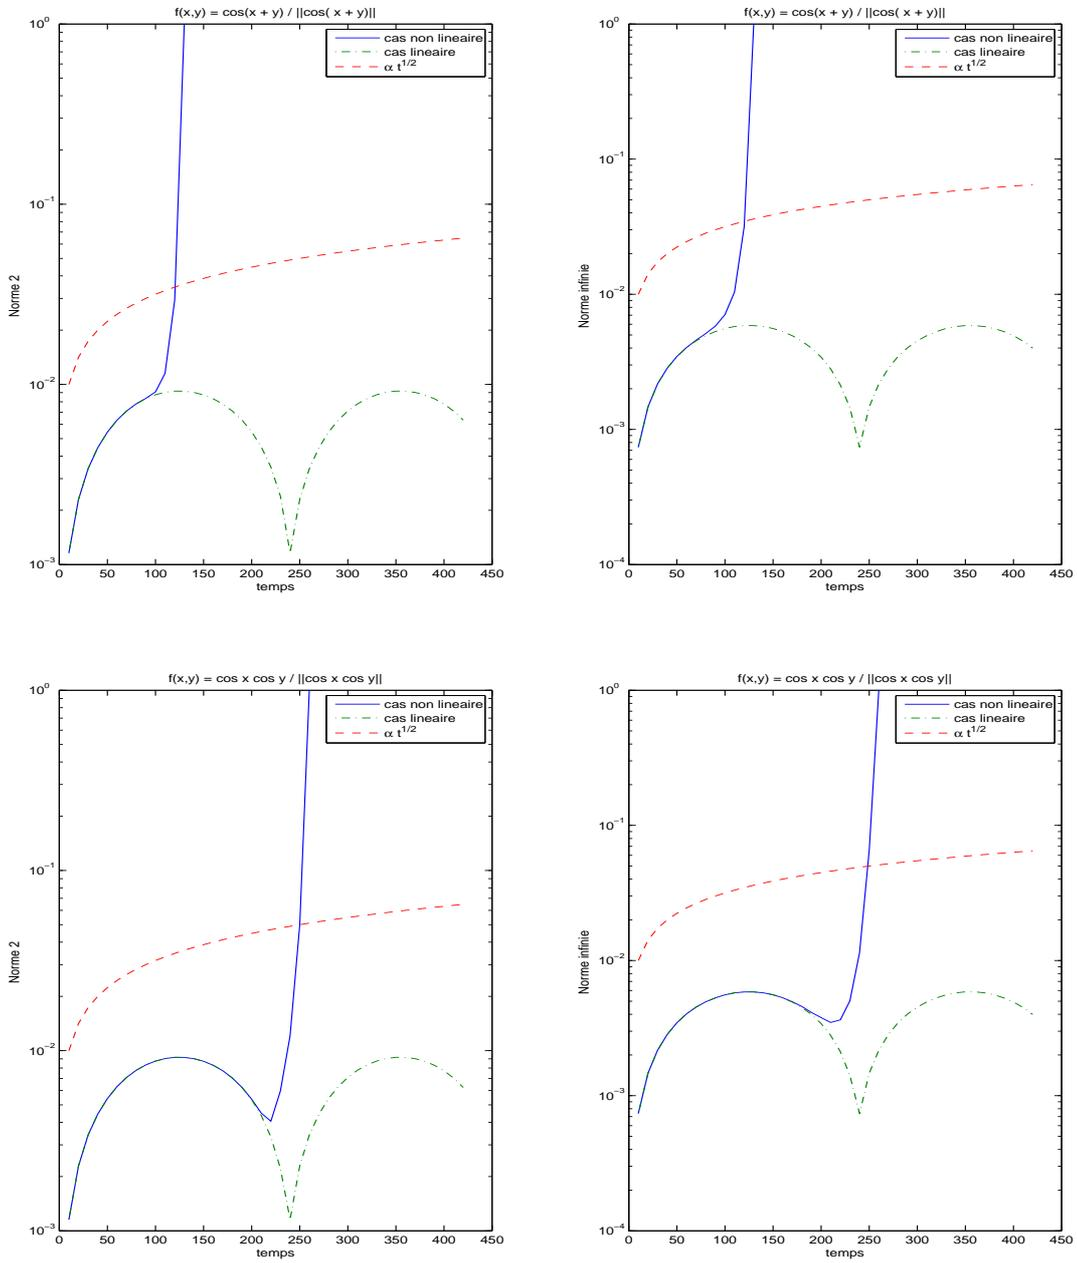 f(x,y) = cos(x + y) / ||cos( x + y)||
cas non lineaire
cas lineaire
α t^1/2
10^0
10^-1
10^-2
10^-3
Norme 2
0 50 100 150 200 250 300 350 400 450
temps
f(x,y) = cos(x + y) / ||cos( x + y)||
cas non lineaire
cas lineaire
α t^1/2
10^0
10^-1
10^-2
10^-3
10^-4
Norme infinie
0 50 100 150 200 250 300 350 400 450
temps
f(x,y) = cos x cos y / ||cos x cos y||
cas non lineaire
cas lineaire
α t^1/2
10^0
10^-1
10^-2
10^-3
Norme 2
0 50 100 150 200 250 300 350 400 450
temps
f(x,y) = cos x cos y / ||cos x cos y||
cas non lineaire
cas lineaire
α t^1/2
10^0
10^-1
10^-2
10^-3
10^-4
Norme infinie
0 50 100 150 200 250 300 350 400 450
temps